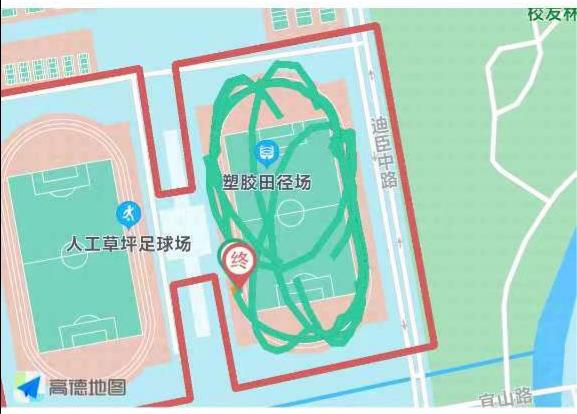 校友林
迪臣中路
塑胶田径场
人工草坪足球场
终
高德地图
宜山路